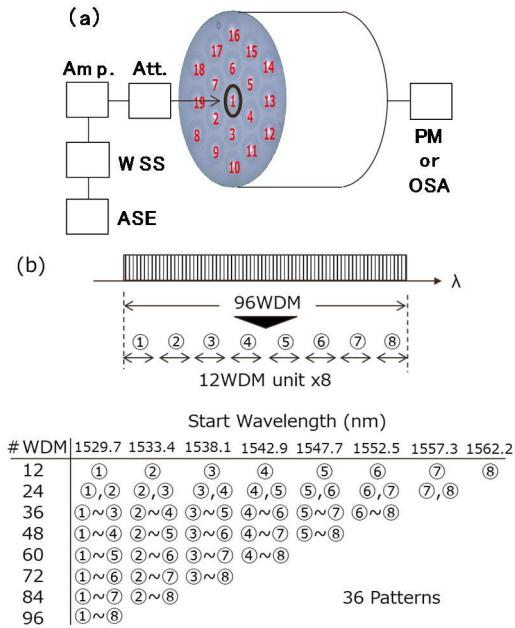 (a)
Amp.
Att.
WSS
ASE
16
17 15
18 6 14
7 5
19 1 13
2 4
8 3 12
9 11
10
PM
or
OSA
(b)
λ
96WDM
① ② ③ ④ ⑤ ⑥ ⑦ ⑧
12WDM unit x8
Start Wavelength (nm)
# WDM 1529.7 1533.4 1538.1 1542.9 1547.7 1552.5 1557.3 1562.2
12 ① ② ③ ④ ⑤ ⑥ ⑦ ⑧
24 ①,② ②,③ ③,④ ④,⑤ ⑤,⑥ ⑥,⑦ ⑦,⑧
36 ①~③ ②~④ ③~⑤ ④~⑥ ⑤~⑦ ⑥~⑧
48 ①~④ ②~⑤ ③~⑥ ④~⑦ ⑤~⑧
60 ①~⑤ ②~⑥ ③~⑦ ④~⑧
72 ①~⑥ ②~⑦ ③~⑧
84 ①~⑦ ②~⑧ 36 Patterns
96 ①~⑧